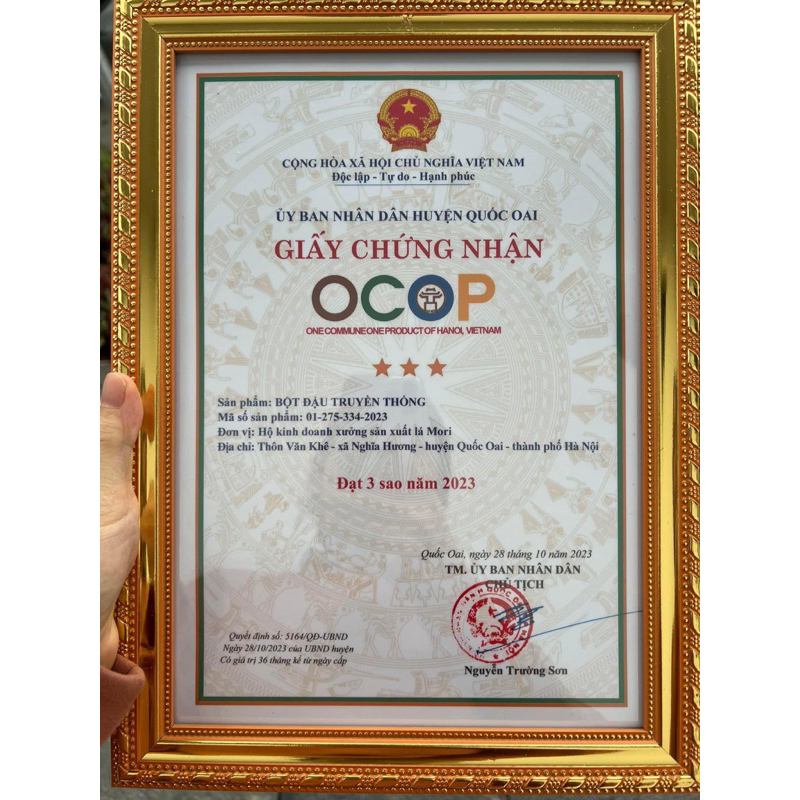 CỘNG HÒA XÃ HỘI CHỦ NGHĨA VIỆT NAM
Độc lập - Tự do - Hạnh phúc
ỦY BAN NHÂN DÂN HUYỆN QUỐC OAI
GIẤY CHỨNG NHẬN
OCOP
ONE COMMUNE ONE PRODUCT OF HANOI, VIETNAM
Sản phẩm: BỘT ĐẬU TRUYỀN THỐNG
Mã số sản phẩm: 01-275-334-2023
Đơn vị: Hộ kinh doanh xưởng sản xuất lá Mori
Địa chỉ: Thôn Văn Khê - xã Nghĩa Hương - huyện Quốc Oai - thành phố Hà Nội
Đạt 3 sao năm 2023
Quốc Oai, ngày 28 tháng 10 năm 2023
TM. ỦY BAN NHÂN DÂN
CHỦ TỊCH
Quyết định số: 5164/QĐ-UBND
Ngày 28/10/2023 của UBND huyện
Có giá trị 36 tháng kể từ ngày cấp
Nguyễn Trường Sơn